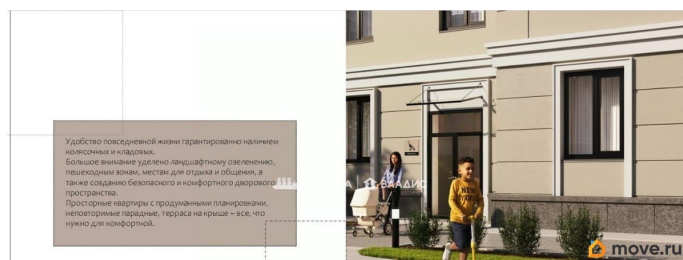 Удобство повседневной жизни гарантированно наличием
колясочных и кладовых.
Большое внимание уделено ландшафтному озеленению,
пешеходным зонам, местам для отдыха и общения, а
также созданию безопасного и комфортного дворового
пространства.
Просторные квартиры с продуманными планировками,
неповторимые парадные, терраса на крыше – все, что
нужно для комфортной.
ВЛАДИС
NEW
move.ru